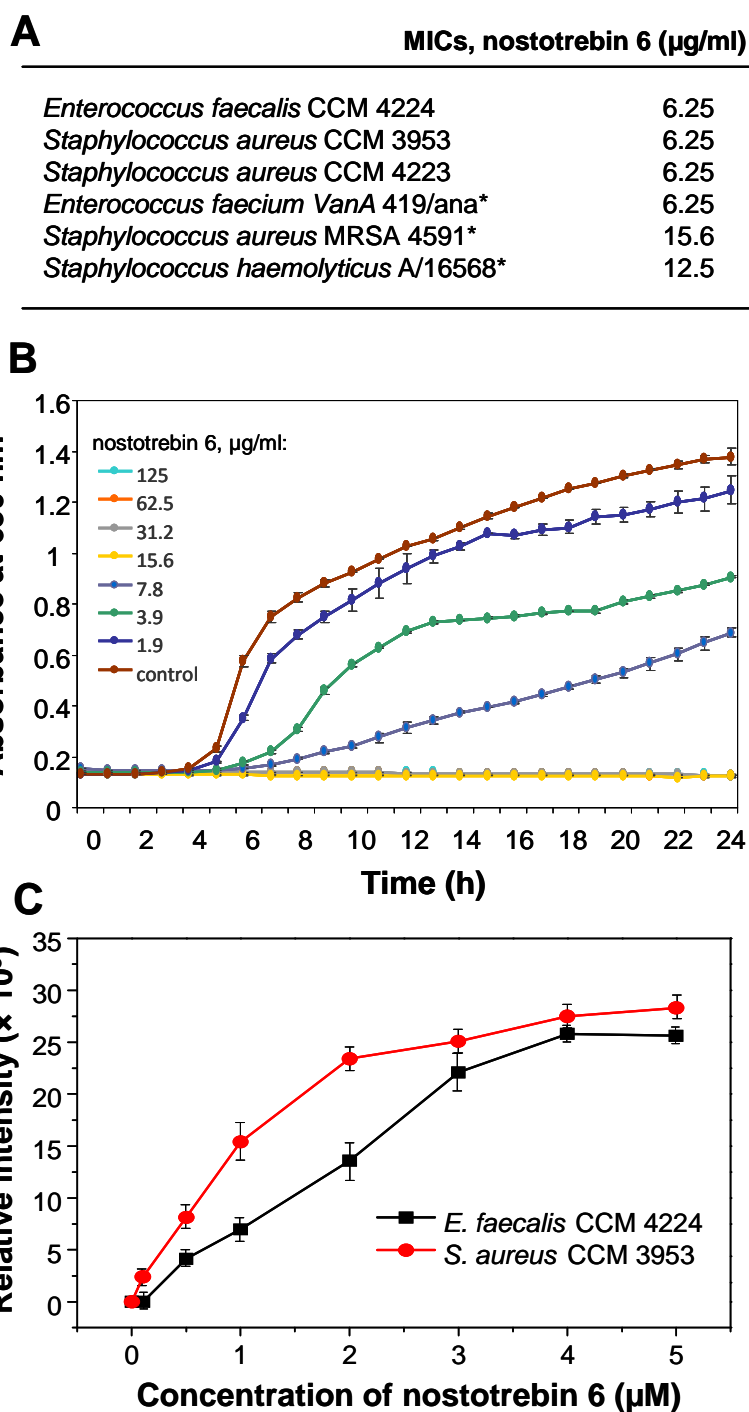 A
MICs, nostotrebin 6 (µg/ml)
Enterococcus faecalis CCM 4224 6.25
Staphylococcus aureus CCM 3953 6.25
Staphylococcus aureus CCM 4223 6.25
Enterococcus faecium VanA 419/ana* 6.25
Staphylococcus aureus MRSA 4591* 15.6
Staphylococcus haemolyticus A/16568* 12.5
B
nostotrebin 6, µg/ml:
125
62.5
31.2
15.6
7.8
3.9
1.9
control
1.6
1.4
1.2
1
0.8
0.6
0.4
0.2
0
0 2 4 6 8 10 12 14 16 18 20 22 24
Time (h)
C
Relative Intensity (× 10
35
30
25
20
15
10
5
0
E. faecalis CCM 4224
S. aureus CCM 3953
0 1 2 3 4 5
Concentration of nostotrebin 6 (µM)